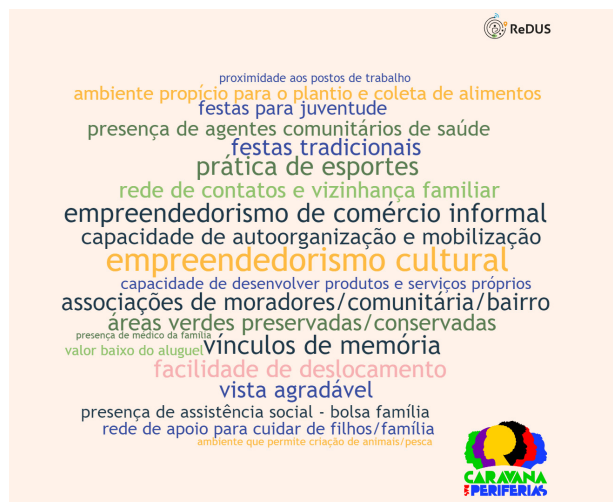 ReDUS
proximidade aos postos de trabalho
ambiente propício para o plantio e coleta de alimentos
festas para juventude
presença de agentes comunitários de saúde
festas tradicionais
prática de esportes
rede de contatos e vizinhança familiar
empreendedorismo de comércio informal
capacidade de autoorganização e mobilização
empreendedorismo cultural
capacidade de desenvolver produtos e serviços próprios
associações de moradores/comunitária/bairro
áreas verdes preservadas/conservadas
presença de médico da família
vínculos de memória
valor baixo do aluguel
facilidade de deslocamento
vista agradável
presença de assistência social - bolsa família
rede de apoio para cuidar de filhos/família
ambiente que permite criação de animais/pesca
CARAVANA
DAS PERIFERIAS